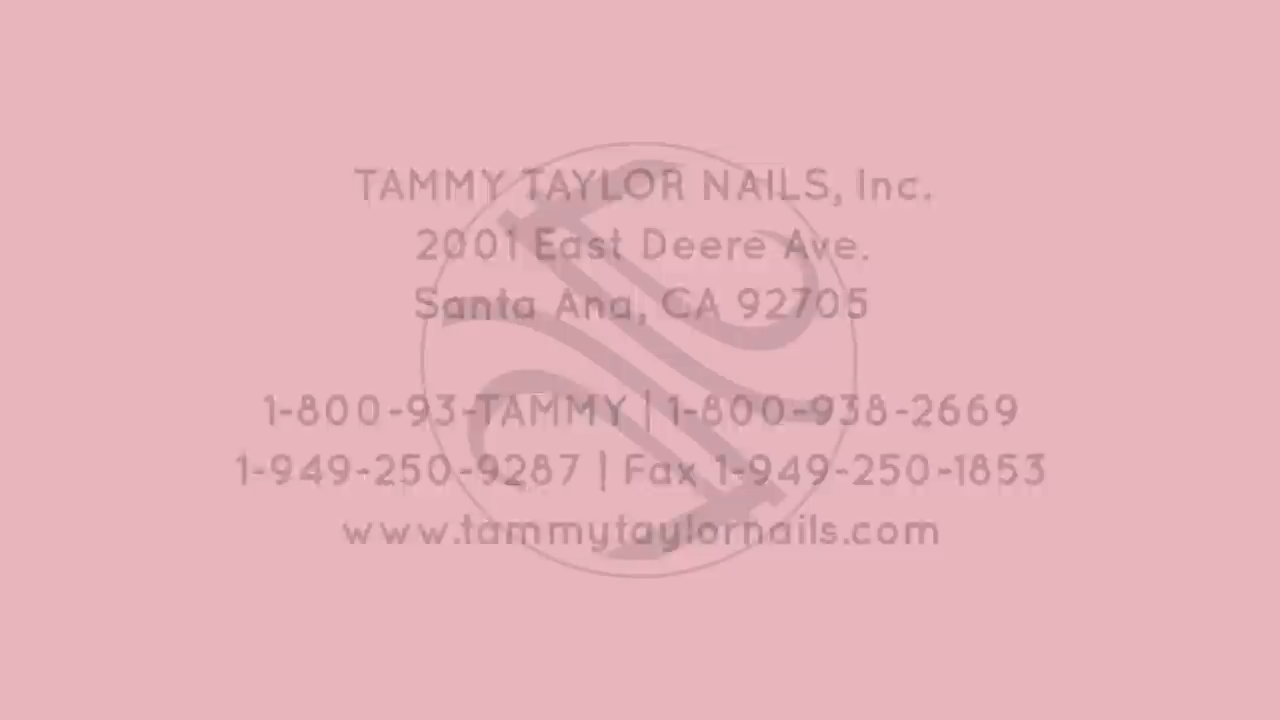 TAMMY TAYLOR NAILS, Inc.
2001 East Deere Ave.
Santa Ana, CA 92705
1-800-93-TAMMY | 1-800-938-2669
1-949-250-9287 | Fax 1-949-250-1853
www.tammytaylornails.com